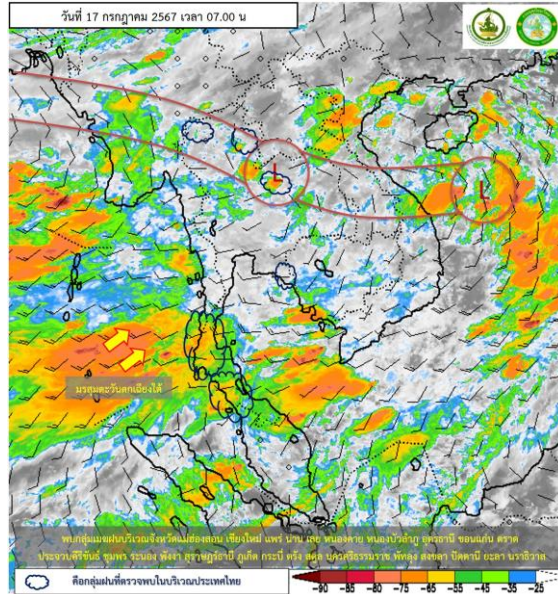 วันที่ 17 กรกฎาคม 2567 เวลา 07.00 น
L
L
มรสุมตะวันตกเฉียงใต้
พบกลุ่มเมฆฝนบริเวณจังหวัดแม่ฮ่องสอน เชียงใหม่ แพร่ น่าน เลย หนองคาย หนองบัวลำภู อุดรธานี ขอนแก่น ตราด
ประจวบคีรีขันธ์ ชุมพร ระนอง พังงา สุราษฎร์ธานี ภูเก็ต กระบี่ ตรัง สตูล นครศรีธรรมราช พัทลุง สงขลา ปัตตานี ยะลา นราธิวาส
คือกลุ่มฝนที่ตรวจพบในบริเวณประเทศไทย
-90 -85 -80 -75 -70 -65 -60 -55 -50 -45 -40 -35 -25